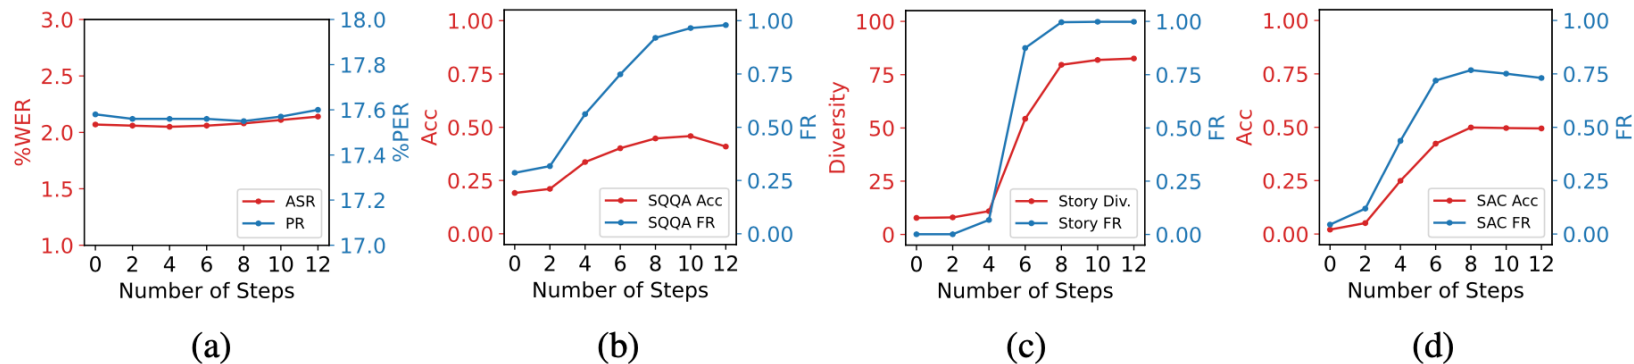 3.0
2.5
2.0
1.5
1.0
%WER
18.0
17.8
17.6
17.4
17.2
17.0
%PER
ASR
PR
0 2 4 6 8 10 12
Number of Steps
(a)
1.00
0.75
0.50
0.25
0.00
Acc
1.00
0.75
0.50
0.25
0.00
FR
SQQA Acc
SQQA FR
0 2 4 6 8 10 12
Number of Steps
(b)
100
75
50
25
0
Diversity
1.00
0.75
0.50
0.25
0.00
FR
Story Div.
Story FR
0 2 4 6 8 10 12
Number of Steps
(c)
1.00
0.75
0.50
0.25
0.00
Acc
1.00
0.75
0.50
0.25
0.00
FR
SAC Acc
SAC FR
0 2 4 6 8 10 12
Number of Steps
(d)